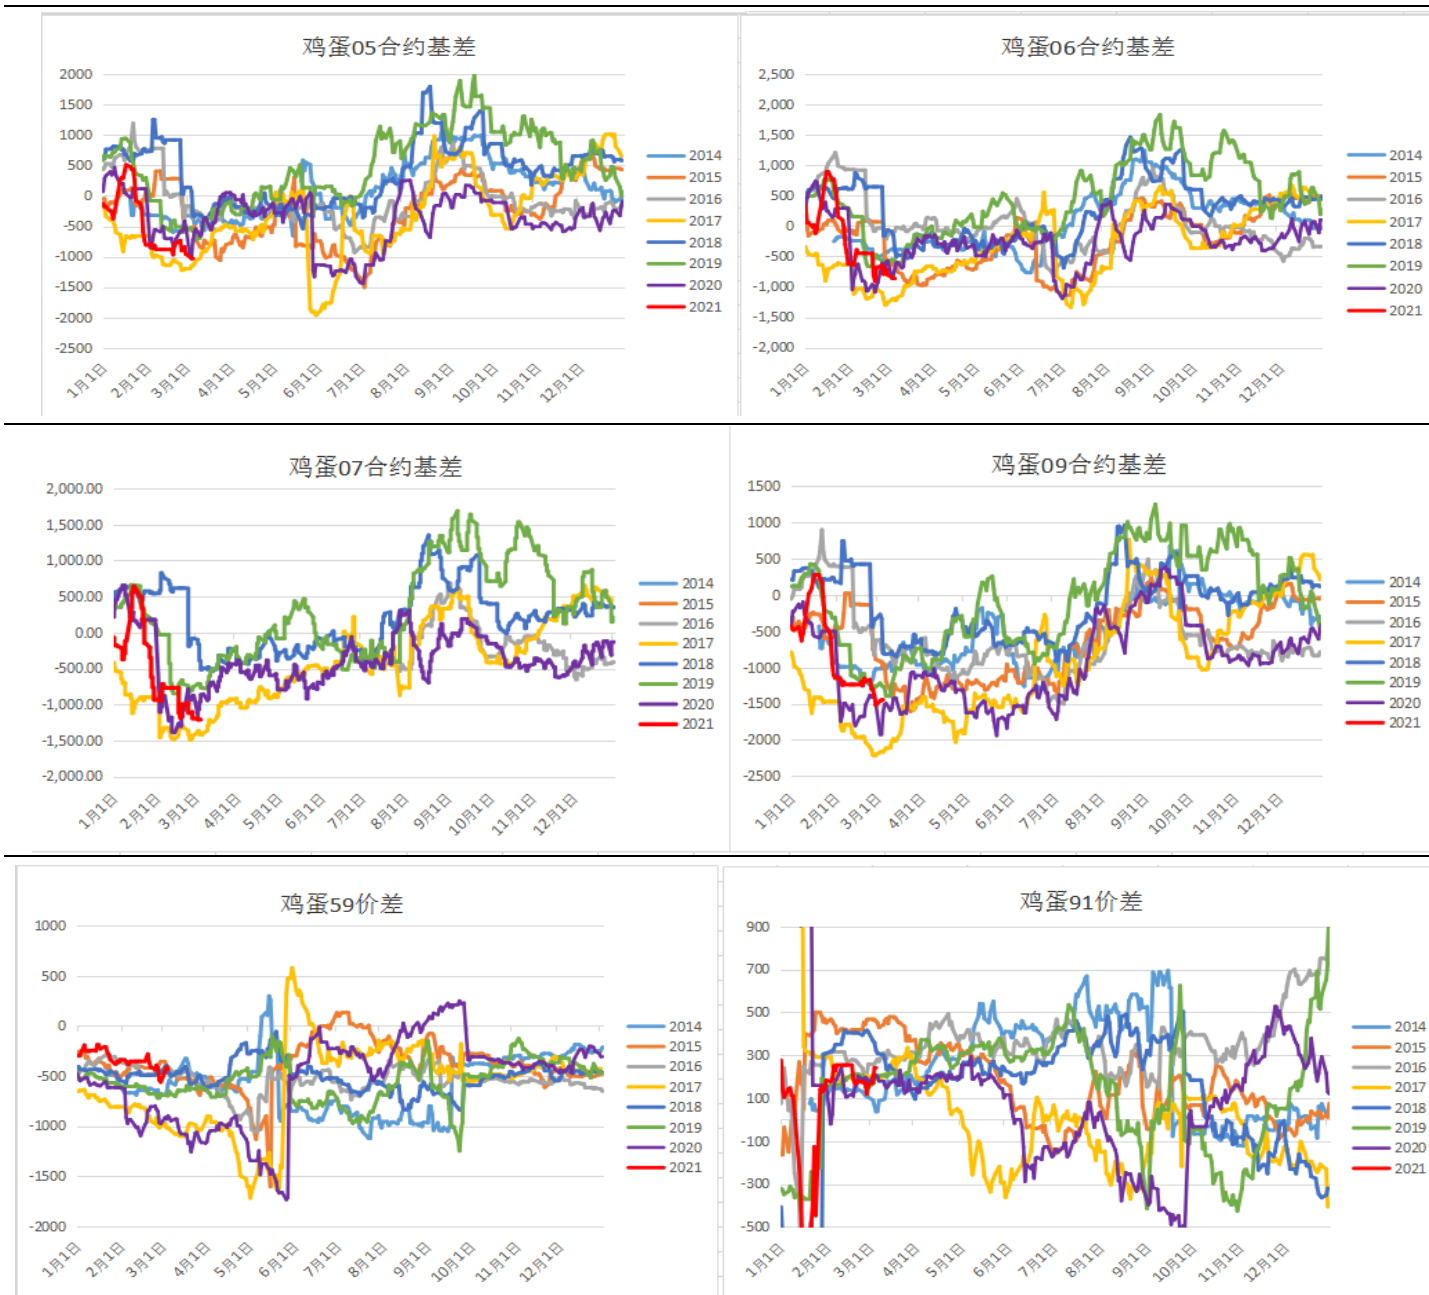 鸡蛋05合约基差
2000
1500
1000
500
0
-500
-1000
-1500
-2000
-2500
1月1日
2月1日
3月1日
4月1日
5月1日
6月1日
7月1日
8月1日
9月1日
10月1日
11月1日
12月1日
2014
2015
2016
2017
2018
2019
2020
2021
鸡蛋06合约基差
2,500
2,000
1,500
1,000
500
0
-500
-1,000
-1,500
-2,000
1月1日
2月1日
3月1日
4月1日
5月1日
6月1日
7月1日
8月1日
9月1日
10月1日
11月1日
12月1日
2014
2015
2016
2017
2018
2019
2020
2021
鸡蛋07合约基差
2,000.00
1,500.00
1,000.00
500.00
0.00
-500.00
-1,000.00
-1,500.00
-2,000.00
1月1日
2月1日
3月1日
4月1日
5月1日
6月1日
7月1日
8月1日
9月1日
10月1日
11月1日
12月1日
2014
2015
2016
2017
2018
2019
2020
2021
鸡蛋09合约基差
1500
1000
500
0
-500
-1000
-1500
-2000
-2500
1月1日
2月1日
3月1日
4月1日
5月1日
6月1日
7月1日
8月1日
9月1日
10月1日
11月1日
12月1日
2014
2015
2016
2017
2018
2019
2020
2021
鸡蛋59价差
1000
500
0
-500
-1000
-1500
-2000
1月1日
2月1日
3月1日
4月1日
5月1日
6月1日
7月1日
8月1日
9月1日
10月1日
11月1日
12月1日
2014
2015
2016
2017
2018
2019
2020
2021
鸡蛋91价差
900
700
500
300
100
-100
-300
-500
1月1日
2月1日
3月1日
4月1日
5月1日
6月1日
7月1日
8月1日
9月1日
10月1日
11月1日
12月1日
2014
2015
2016
2017
2018
2019
2020
2021